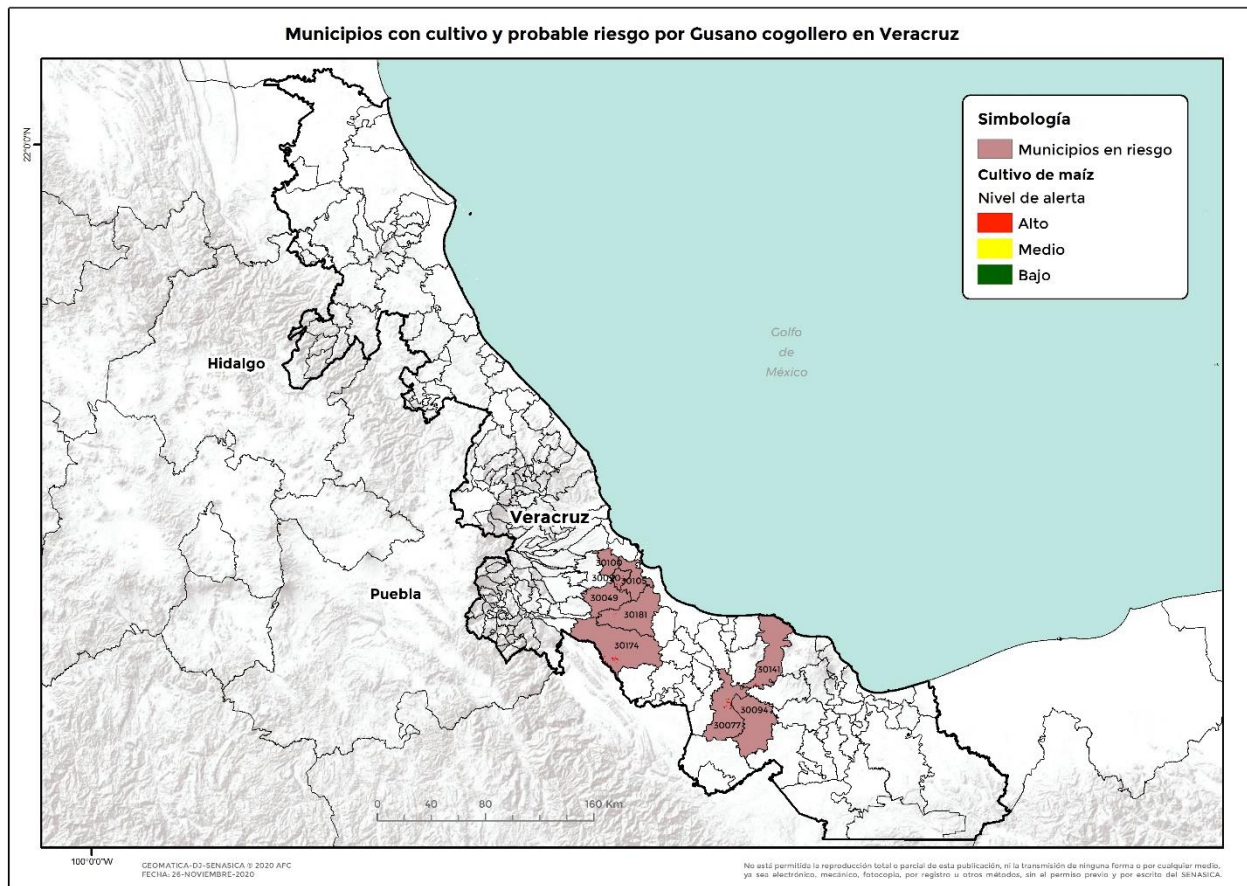 Municipios con cultivo y probable riesgo por Gusano cogollero en Veracruz
22°0'0"N
Simbología
Municipios en riesgo
Cultivo de maíz
Nivel de alerta
Alto
Medio
Bajo
Golfo
de
México
Hidalgo
Veracruz
Puebla
30100
30090
30105
30049
30181
30174
30141
30094
30077
0 40 80 160 Km
100°0'0"W
GEOMATICA-DJ-SENASICA © 2020 AFC
FECHA: 26-NOVIEMBRE-2020
No está permitido la reproducción total o parcial de esta publicación, ni la transmisión de ninguna forma o por cualquier medio,
ya sea electrónico, mecánico, fotocopia, por registro u otros métodos, sin el permiso previo y por escrito del SENASICA.